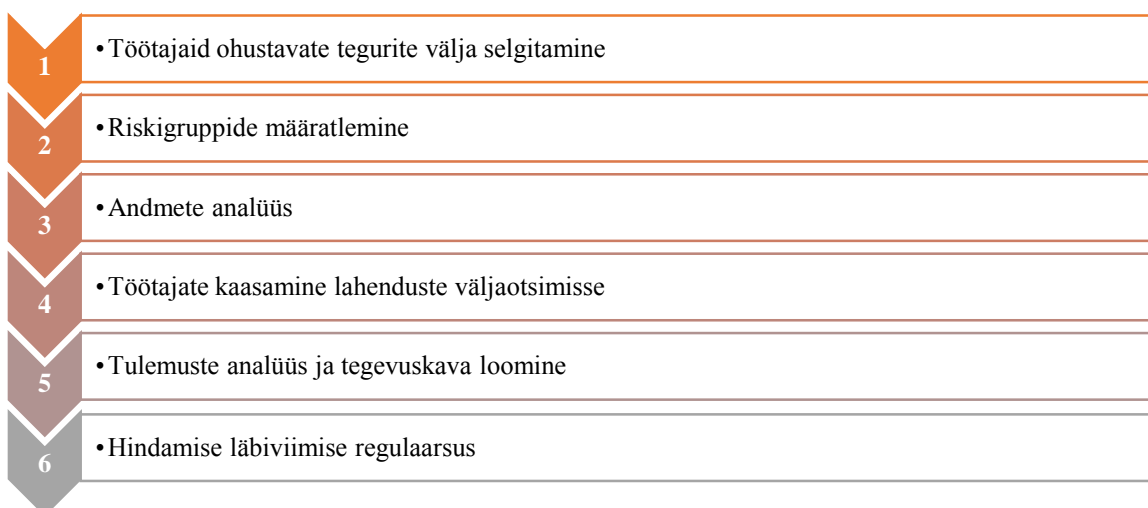 1
•Töötajaid ohustavate tegurite välja selgitamine
2
•Riskigruppide määratlemine
3
•Andmete analüüs
4
•Töötajate kaasamine lahenduste väljaotsimisse
5
•Tulemuste analüüs ja tegevuskava loomine
6
•Hindamise läbiviimise regulaarsus